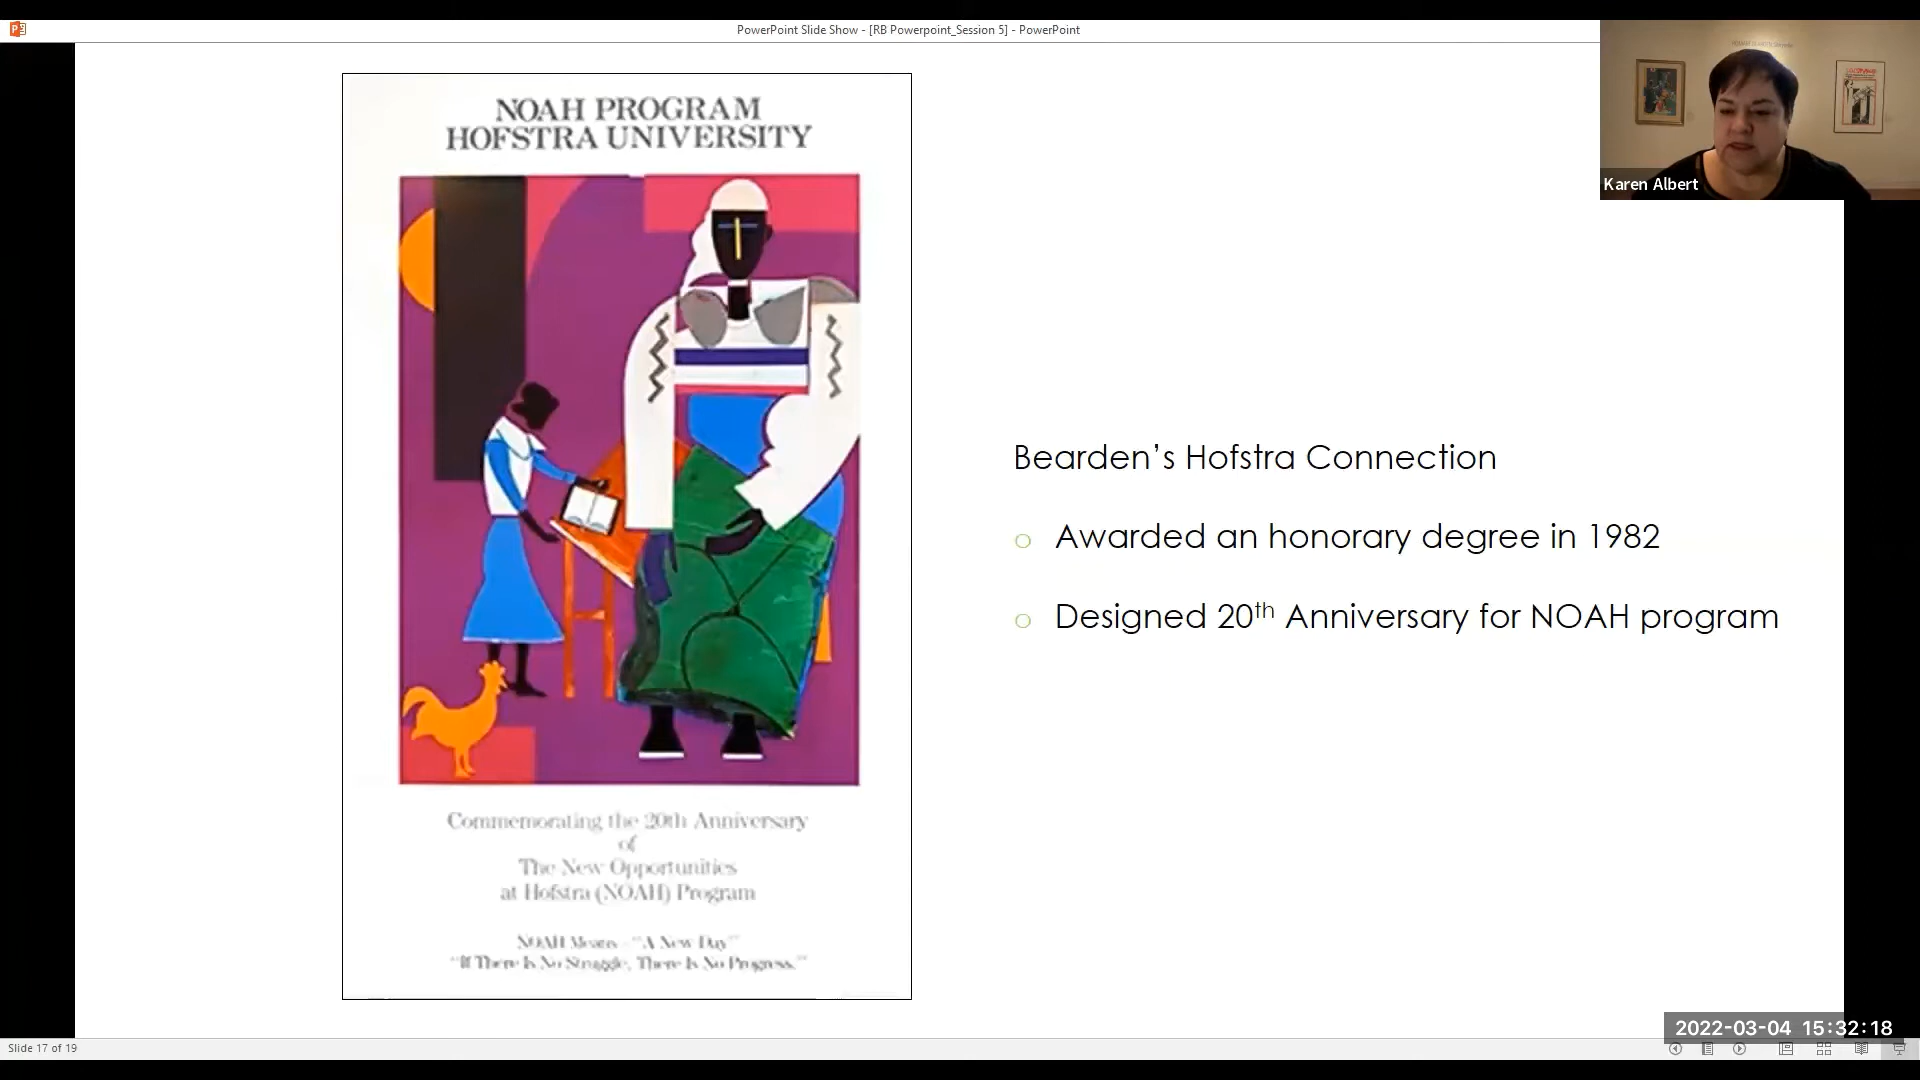 PowerPoint Slide Show - [RB Powerpoint_Session 5] - PowerPoint
NOAH PROGRAM
HOFSTRA UNIVERSITY
Karen Albert
Bearden's Hofstra Connection
Awarded an honorary degree in 1982
Designed 20th Anniversary for NOAH program
Commemorating the 20th Anniversary
of
The New Opportunities
at Hofstra (NOAH) Program
NOAH Means - "A New Day"
"If There Is No Struggle, There Is No Progress."
2022-03-04 15:32:18
Slide 17 of 19